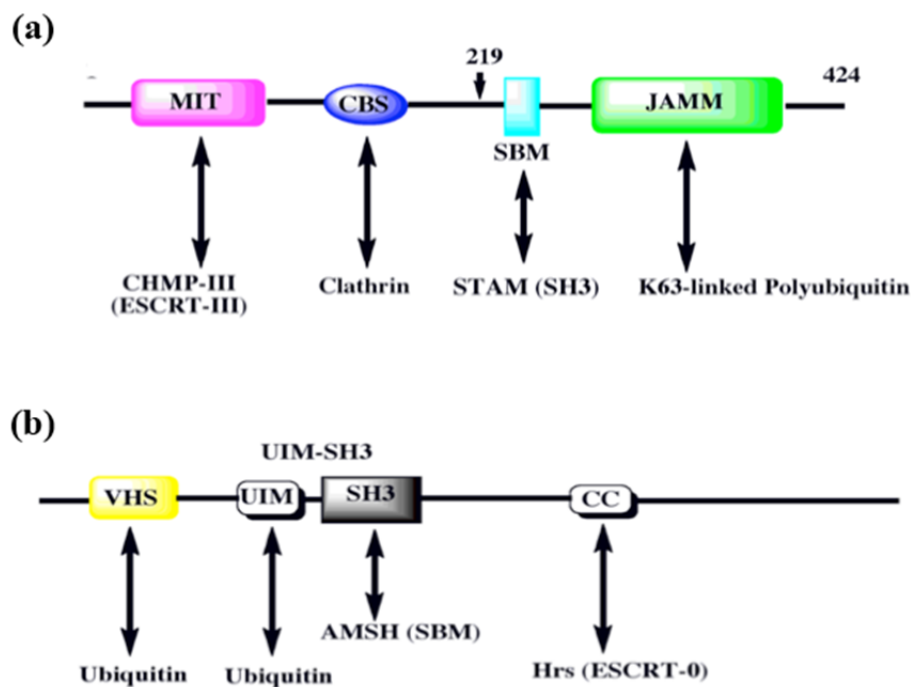 (a)
219
424
MIT
CBS
JAMM
SBM
CHMP-III
(ESCRT-III)
Clathrin
STAM (SH3)
K63-linked Polyubiquitin
(b)
UIM-SH3
VHS
UIM
SH3
CC
AMSH (SBM)
Ubiquitin
Ubiquitin
Hrs (ESCRT-0)